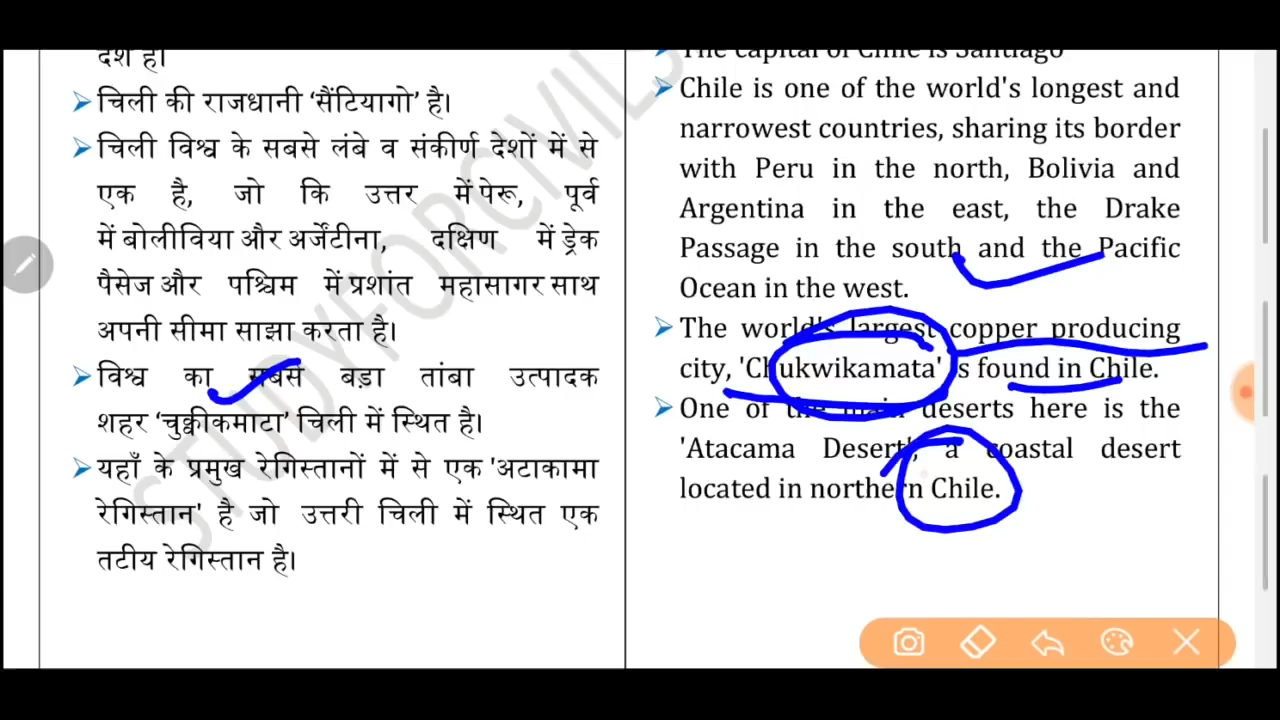 देश है।
➤ चिली की राजधानी ‘सैंटियागो’ है।
➤ चिली विश्व के सबसे लंबे व संकीर्ण देशों में से
एक है, जो कि उत्तर में पेरू, पूर्व
में बोलीविया और अर्जेंटीना, दक्षिण में ड्रेक
पैसेज और पश्चिम में प्रशांत महासागर साथ
अपनी सीमा साझा करता है।
➤ विश्व का सबसे बड़ा तांबा उत्पादक
शहर ‘चुक्वीकमाटा’ चिली में स्थित है।
➤ यहाँ के प्रमुख रेगिस्तानों में से एक 'अटाकामा
रेगिस्तान' है जो उत्तरी चिली में स्थित एक
तटीय रेगिस्तान है।
➤ The capital of Chile is Santiago
➤ Chile is one of the world's longest and
narrowest countries, sharing its border
with Peru in the north, Bolivia and
Argentina in the east, the Drake
Passage in the south and the Pacific
Ocean in the west.
➤ The world's largest copper producing
city, 'Chukwikamata' is found in Chile.
➤ One of the main deserts here is the
'Atacama Desert', a coastal desert
located in northern Chile.
STUDYFORCIVILS